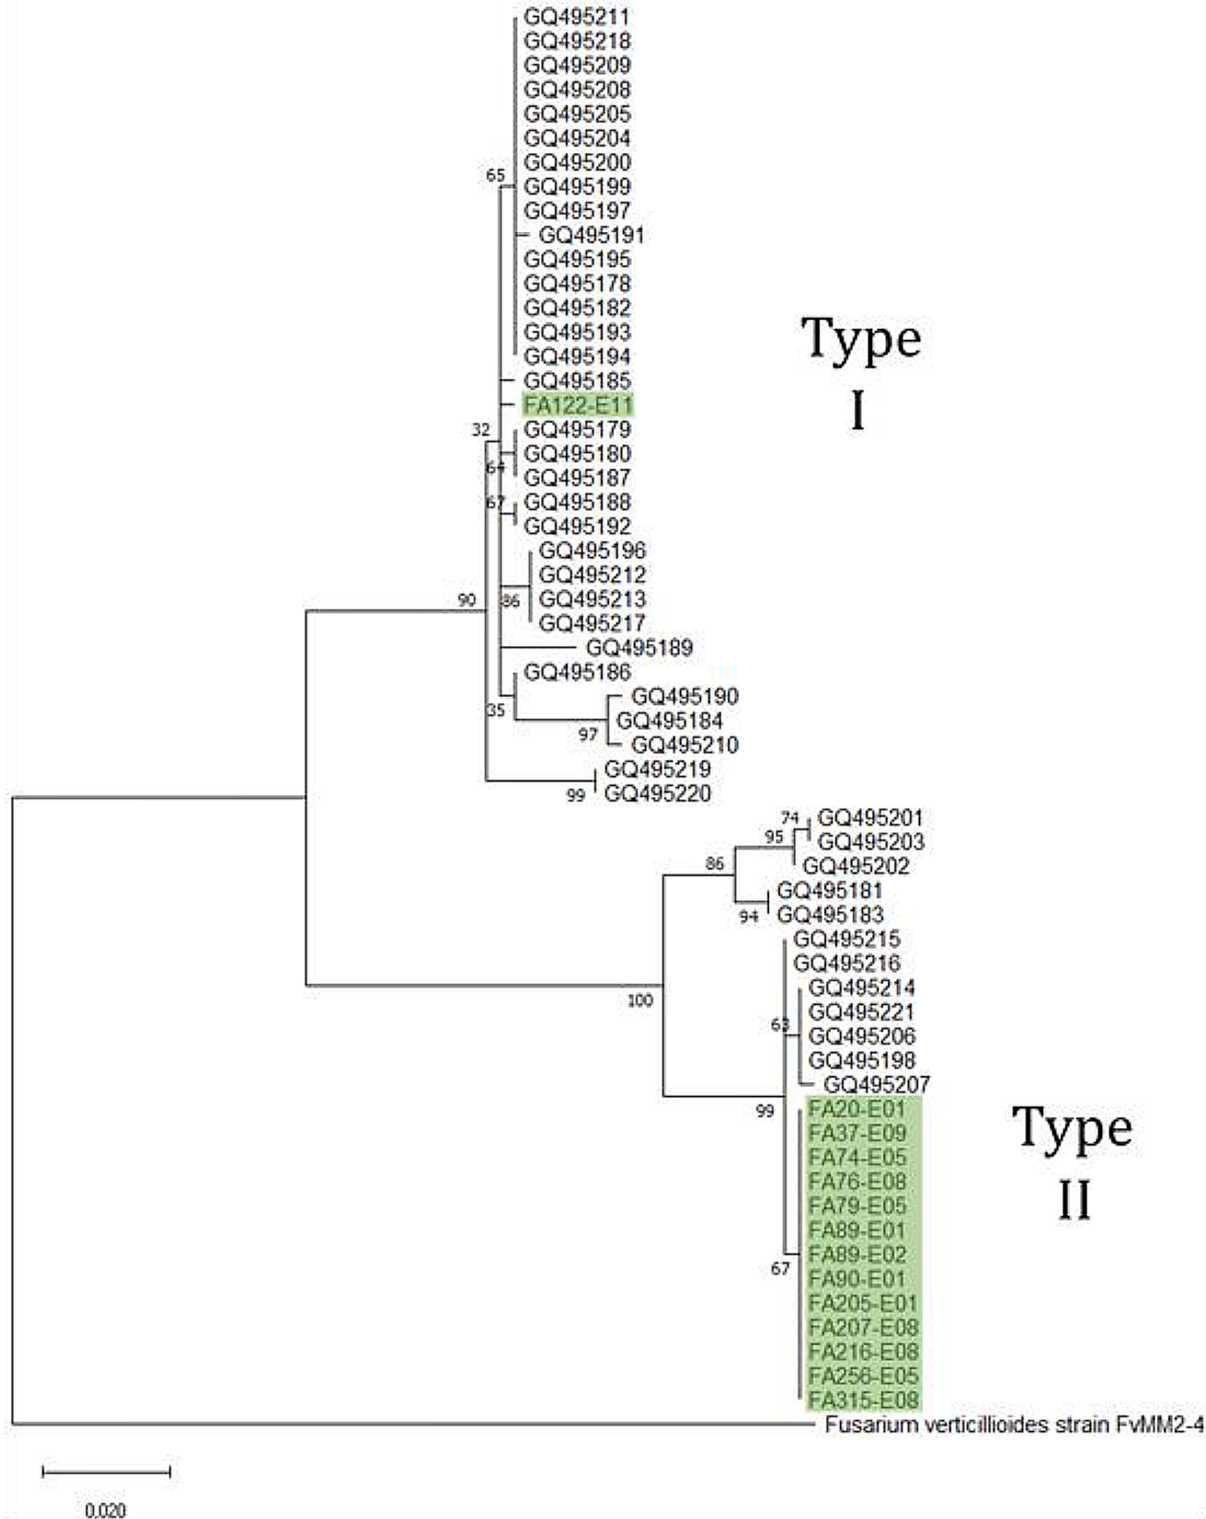 GQ495211
GQ495218
GQ495209
GQ495208
GQ495205
GQ495204
GQ495200
65
GQ495199
GQ495197
GQ495191
GQ495195
GQ495178
GQ495182
GQ495193
GQ495194
Type
I
GQ495185
FA122-E11
32
GQ495179
GQ495180
64
GQ495187
67
GQ495188
GQ495192
GQ495196
GQ495212
90
86
GQ495213
GQ495217
GQ495189
GQ495186
GQ495190
35
GQ495184
97
GQ495210
GQ495219
99
GQ495220
74
GQ495201
95
GQ495203
86
GQ495202
GQ495181
94
GQ495183
GQ495215
GQ495216
GQ495214
100
GQ495221
63
GQ495206
GQ495198
GQ495207
99
FA20-E01
FA37-E09
FA74-E05
FA76-E08
FA79-E05
FA89-E01
FA89-E02
67
FA90-E01
FA205-E01
FA207-E08
FA216-E08
FA256-E05
FA315-E08
Type
II
Fusarium verticillioides strain FvMM2-4
0.020